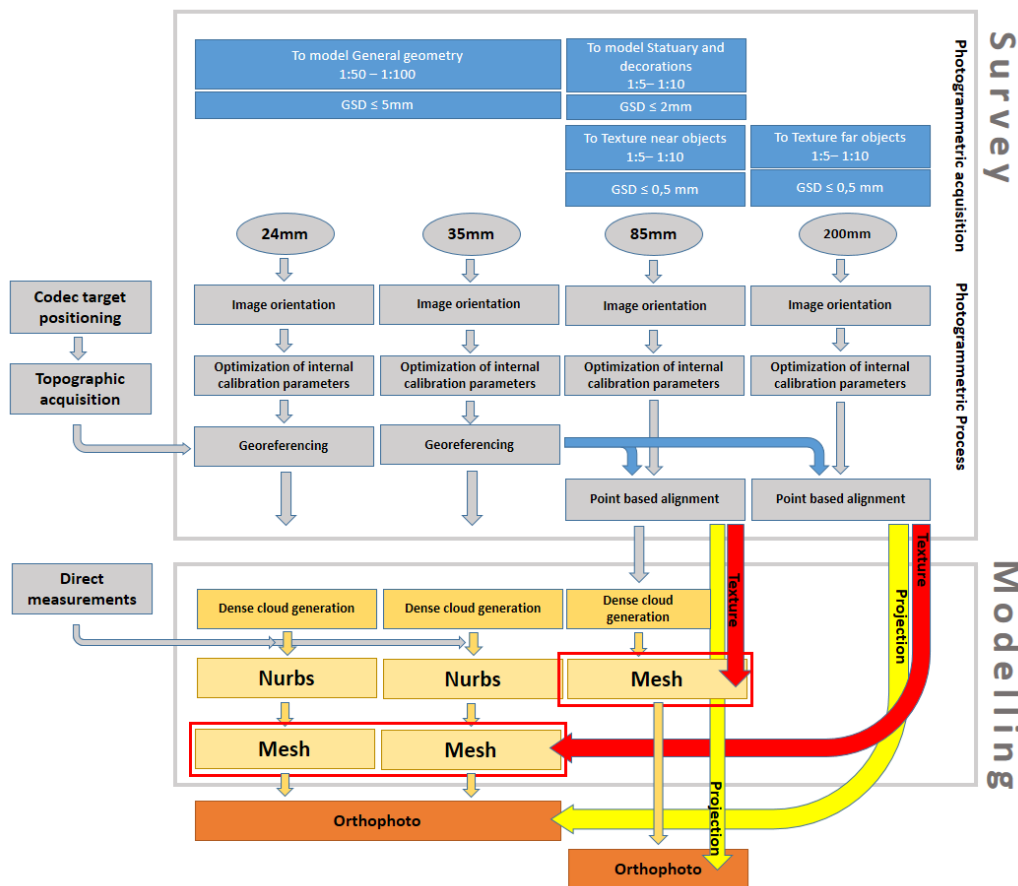 Survey
Photogrammetric acquisition
To model General geometry
1:50 – 1:100
GSD ≤ 5mm
To model Statuary and
decorations
1:5– 1:10
GSD ≤ 2mm
To Texture near objects
1:5– 1:10
GSD ≤ 0,5 mm
To Texture far objects
1:5– 1:10
GSD ≤ 0,5 mm
24mm
35mm
85mm
200mm
Photogrammetric Process
Codec target
positioning
Topographic
acquisition
Image orientation
Image orientation
Image orientation
Image orientation
Optimization of internal
calibration parameters
Optimization of internal
calibration parameters
Optimization of internal
calibration parameters
Optimization of internal
calibration parameters
Georeferencing
Georeferencing
Point based alignment
Point based alignment
Modelling
Texture
Texture
Projection
Projection
Direct
measurements
Dense cloud generation
Dense cloud generation
Dense cloud
generation
Nurbs
Nurbs
Mesh
Mesh
Mesh
Orthophoto
Orthophoto